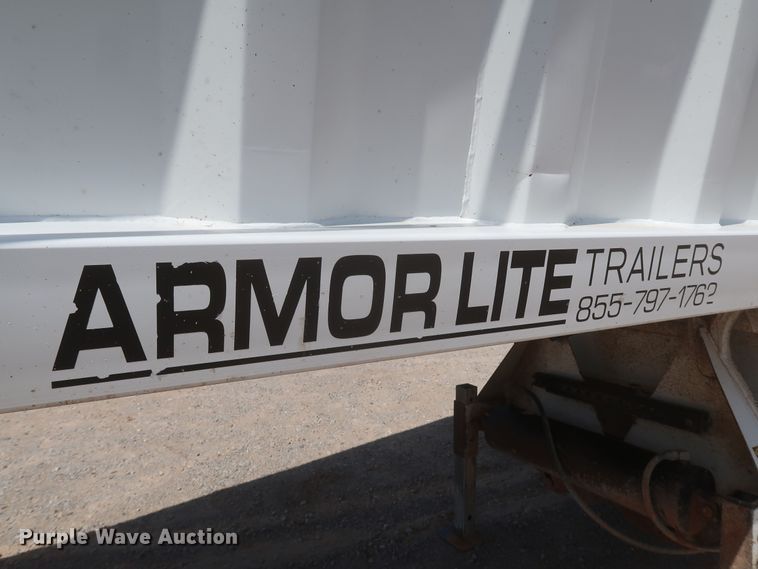 ARMOR LITE TRAILERS
855-797-1762
Purple Wave Auction